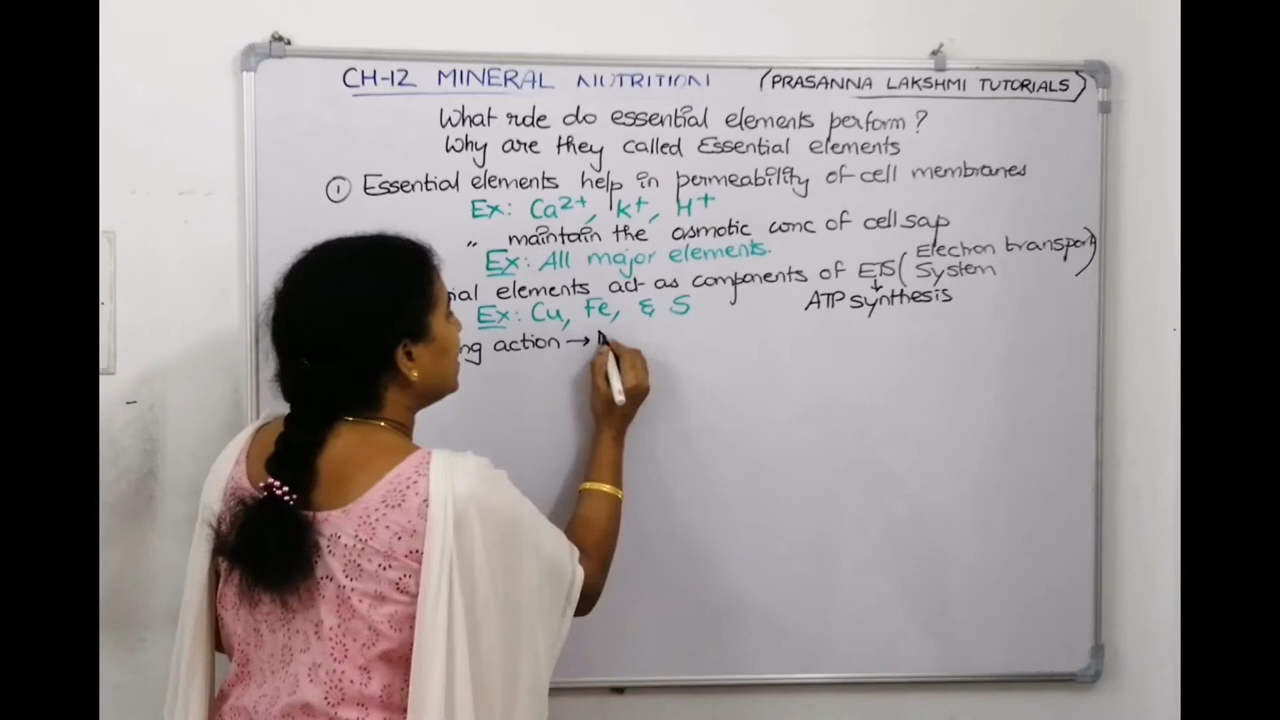 CH-12 MINERAL NUTRITION (PRASANNA LAKSHMI TUTORIALS)
What role do essential elements perform?
Why are they called Essential elements
① Essential elements help in permeability of cell membranes
Ex: Ca2+, K+, H+
" maintain the osmotic conc of cell sap
Ex: All major elements.
ial elements act as components of ETS (Electron transport System)
↓
ATP synthesis
Ex: Cu, Fe, & S
ng action →